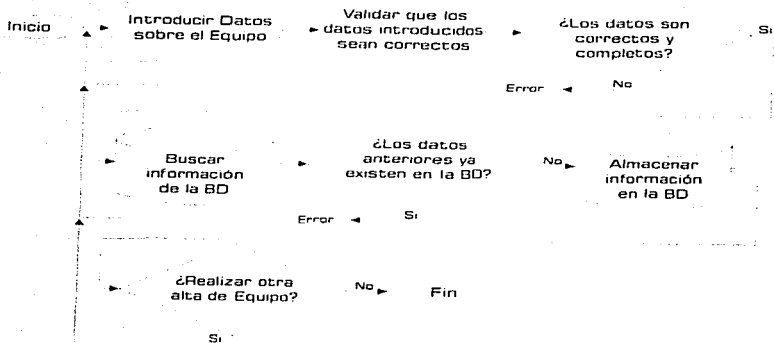 Inicio
Introducir Datos
sobre el Equipo
Validar que los
datos introducidos
sean correctos
¿Los datos son
correctos y
completos?
Si
No
Error
Buscar
información
de la BD
¿Los datos
anteriores ya
existen en la BD?
No
Almacenar
información
en la BD
Si
Error
¿Realizar otra
alta de Equipo?
No
Fin
Si